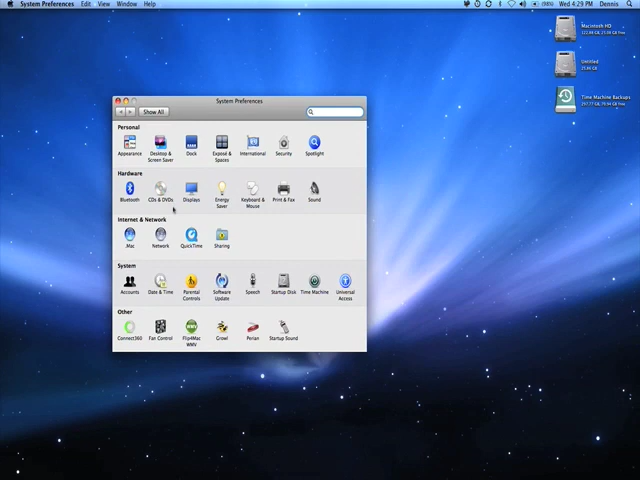 System Preferences Edit View Window Help
(98%) Wed 4:29 PM Dennis
Macintosh HD
Untitled
Time Machine Backups
System Preferences
Show All
Personal
Appearance Desktop & Screen Saver Dock Exposé & Spaces International Security Spotlight
Hardware
Bluetooth CDs & DVDs Displays Energy Saver Keyboard & Mouse Print & Fax Sound
Internet & Network
.Mac Network QuickTime Sharing
System
Accounts Date & Time Parental Controls Software Update Speech Startup Disk Time Machine Universal Access
Other
Connect360 Fan Control Flip4Mac WMV Growl Perian Startup Sound